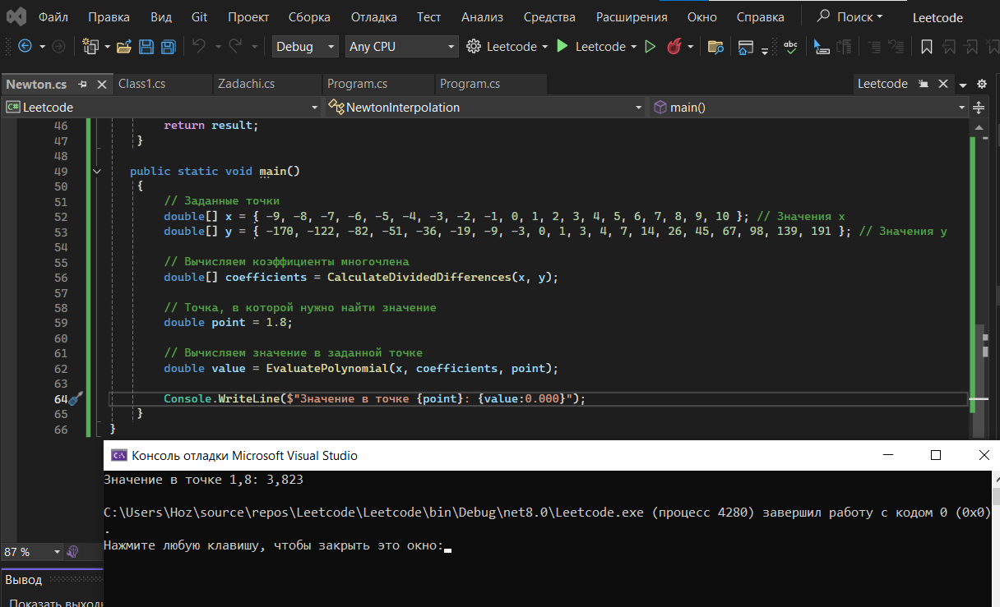 Файл Правка Вид Git Проект Сборка Отладка Тест Анализ Средства Расширения Окно Справка Поиск Leetcode
Debug Any CPU Leetcode Leetcode abc
Newton.cs Class1.cs Zadachi.cs Program.cs Program.cs Leetcode
C# Leetcode NewtonInterpolation main()
46 return result;
47 }
48
49 public static void main()
50 {
51 // Заданные точки
52 double[] x = { -9, -8, -7, -6, -5, -4, -3, -2, -1, 0, 1, 2, 3, 4, 5, 6, 7, 8, 9, 10 }; // Значения x
53 double[] y = { -170, -122, -82, -51, -36, -19, -9, -3, 0, 1, 3, 4, 7, 14, 26, 45, 67, 98, 139, 191 }; // Значения y
54
55 // Вычисляем коэффициенты многочлена
56 double[] coefficients = CalculateDividedDifferences(x, y);
57
58 // Точка, в которой нужно найти значение
59 double point = 1.8;
60
61 // Вычисляем значение в заданной точке
62 double value = EvaluatePolynomial(x, coefficients, point);
63
64 Console.WriteLine($"Значение в точке {point}: {value:0.000}");
65 }
66 }
C:\ Консоль отладки Microsoft Visual Studio
Значение в точке 1,8: 3,823
C:\Users\Hoz\source\repos\Leetcode\Leetcode\bin\Debug\net8.0\Leetcode.exe (процесс 4280) завершил работу с кодом 0 (0x0)
.
Нажмите любую клавишу, чтобы закрыть это окно:
87 %
Вывод
Показать выходн